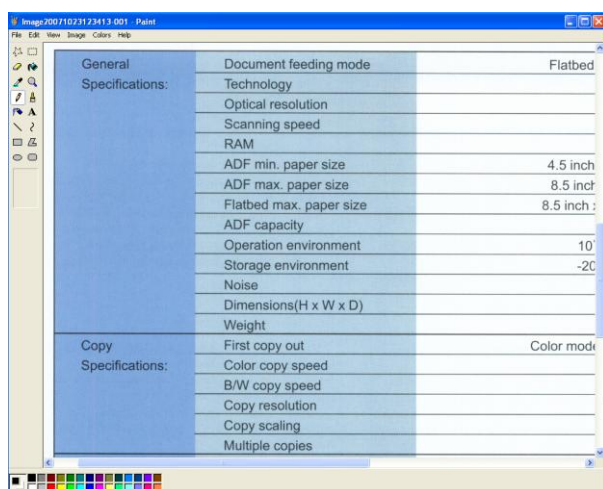 Image20071023123413-001 - Paint
File Edit View Image Colors Help
General Document feeding mode Flatbed
Specifications: Technology
Optical resolution
Scanning speed
RAM
ADF min. paper size 4.5 inch
ADF max. paper size 8.5 inch
Flatbed max. paper size 8.5 inch
ADF capacity
Operation environment 10
Storage environment -20
Noise
Dimensions(H x W x D)
Weight
Copy First copy out Color mode
Specifications: Color copy speed
B/W copy speed
Copy resolution
Copy scaling
Multiple copies